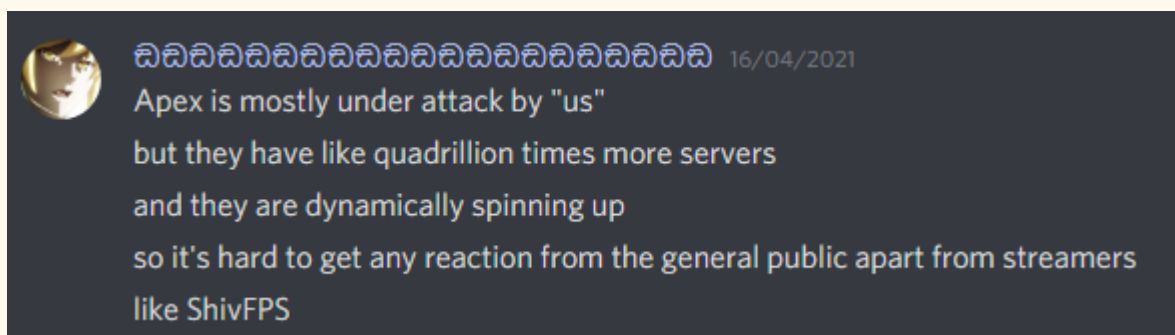 ඞඞඞඞඞඞඞඞඞඞඞඞඞඞඞඞඞඞඞඞඞ 16/04/2021
Apex is mostly under attack by "us"
but they have like quadrillion times more servers
and they are dynamically spinning up
so it's hard to get any reaction from the general public apart from streamers
like ShivFPS